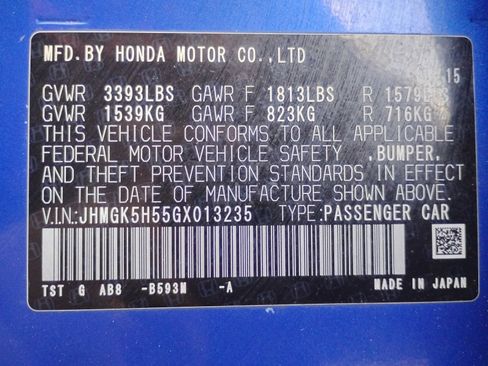 MFD.BY HONDA MOTOR CO.,LTD
15
GVWR 3393LBS GAWR F 1813LBS R 1579LBS
GVWR 1539KG GAWR F 823KG R 716KG
THIS VEHICLE CONFORMS TO ALL APPLICABLE
FEDERAL MOTOR VEHICLE SAFETY ,BUMPER,
AND THEFT PREVENTION STANDARDS IN EFFECT
ON THE DATE OF MANUFACTURE SHOWN ABOVE.
V.I.N:JHMGK5H55GX013235 TYPE:PASSENGER CAR
TST G AB8 -B593M -A MADE IN JAPAN